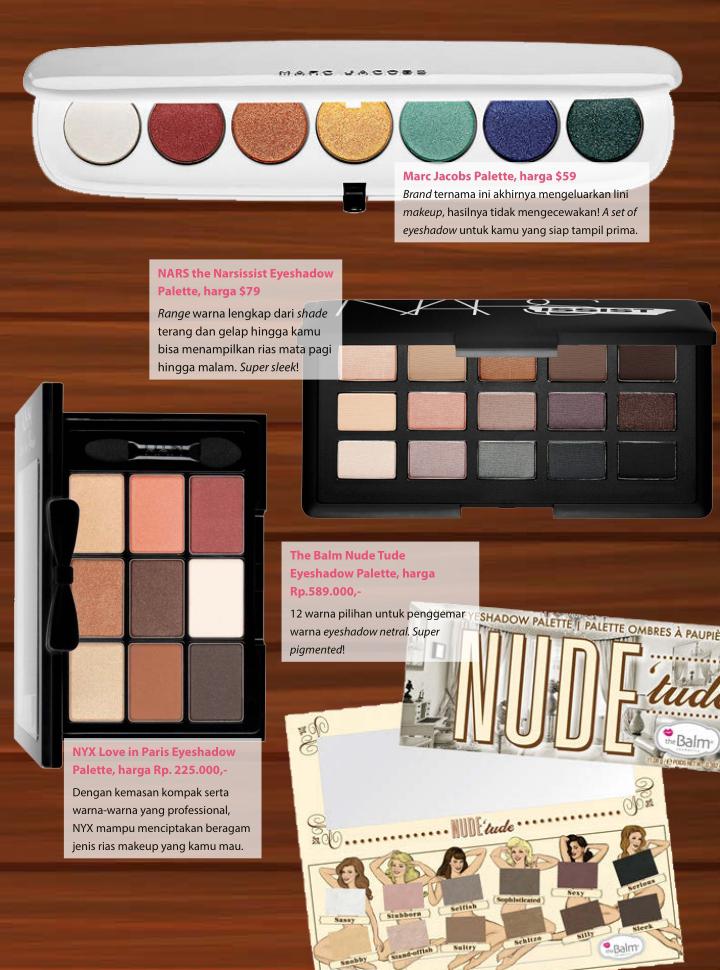 MARC JACOBS
Marc Jacobs Palette, harga $59
Brand ternama ini akhirnya mengeluarkan lini
makeup, hasilnya tidak mengecewakan! A set of
eyeshadow untuk kamu yang siap tampil prima.
NARS the Narsissist Eyeshadow
Palette, harga $79
Range warna lengkap dari shade
terang dan gelap hingga kamu
bisa menampilkan rias mata pagi
hingga malam. Super sleek!
NARS
ISSIST
The Balm Nude Tude
Eyeshadow Palette, harga
Rp.589.000,-
12 warna pilihan untuk penggemar
warna eyeshadow netral. Super
pigmented!
EYESHADOW PALETTE | PALETTE OMBRES À PAUPIÈ
NUDE 'tude
theBalm
cosmetics
NYX Love in Paris Eyeshadow
Palette, harga Rp. 225.000,-
Dengan kemasan kompak serta
warna-warna yang professional,
NYX mampu menciptakan beragam
jenis rias makeup yang kamu mau.
NUDE 'tude
Sassy Stubborn Selfish Sophisticated Sexy Serious
Snobby Stand-offish Sultry Schitzo Silly Sleek
theBalm